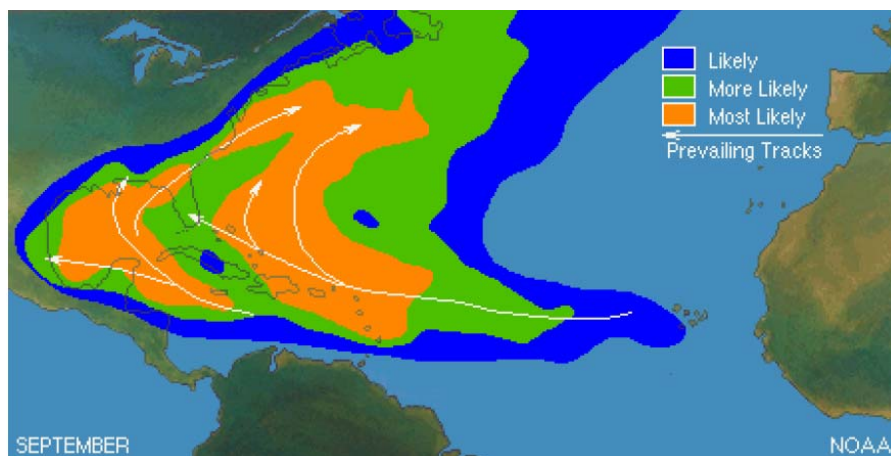 Likely
More Likely
Most Likely
Prevailing Tracks
SEPTEMBER
NOAA